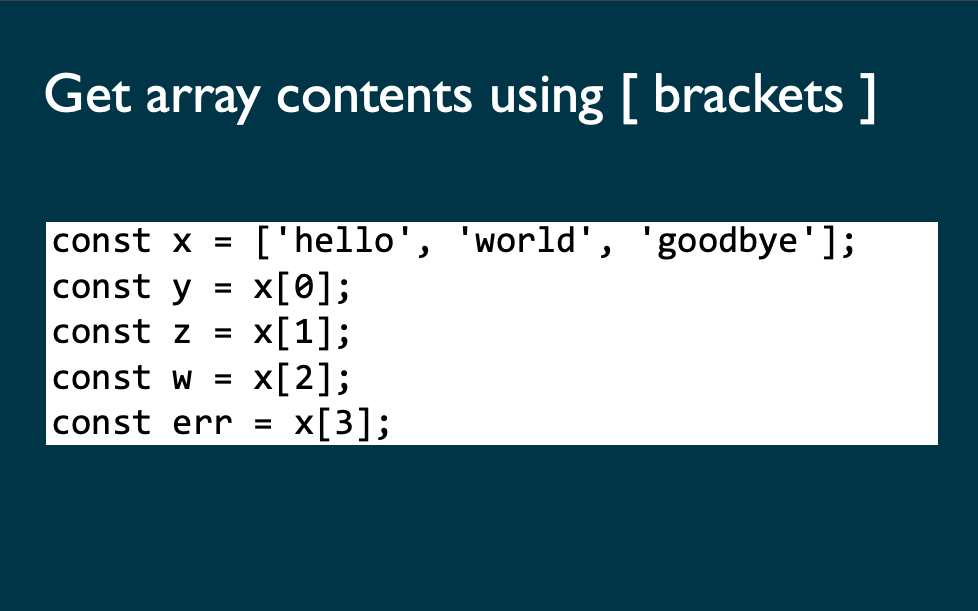 Get array contents using [ brackets ]
const x = ['hello', 'world', 'goodbye'];
const y = x[0];
const z = x[1];
const w = x[2];
const err = x[3];